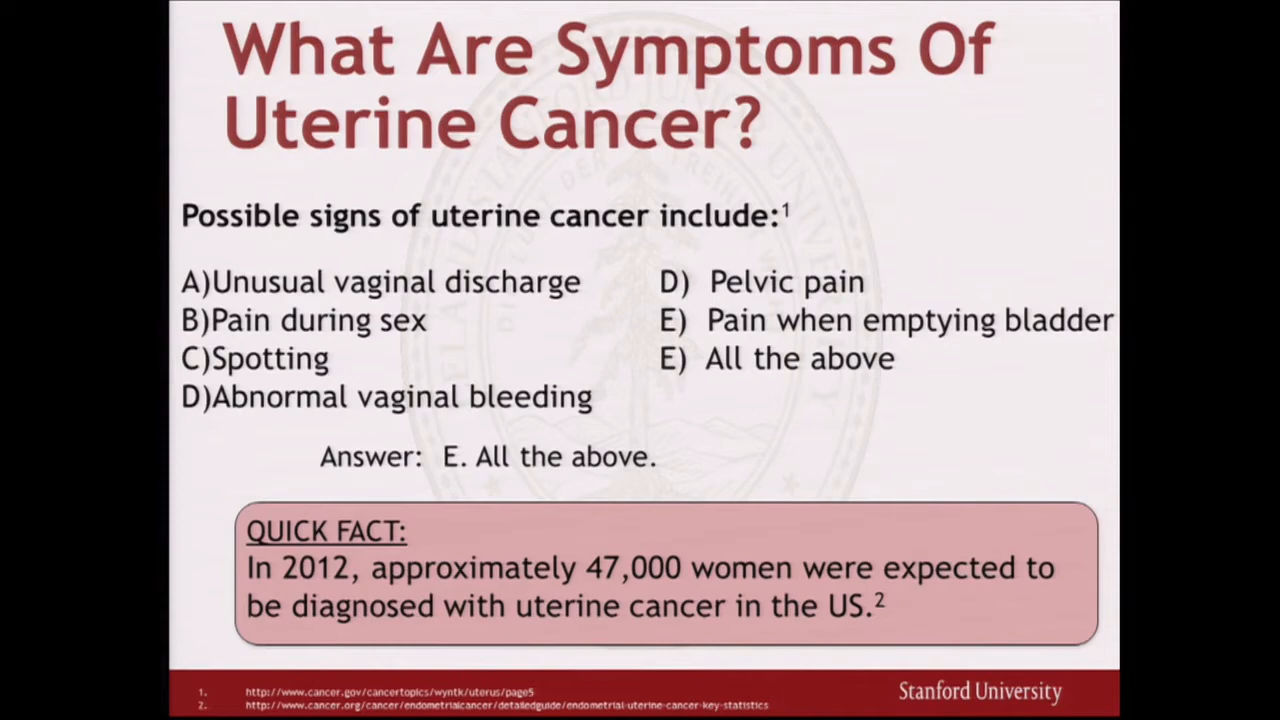 What Are Symptoms Of
Uterine Cancer?
Possible signs of uterine cancer include:1
A)Unusual vaginal discharge
B)Pain during sex
C)Spotting
D)Abnormal vaginal bleeding
D) Pelvic pain
E) Pain when emptying bladder
E) All the above
Answer: E. All the above.
QUICK FACT:
In 2012, approximately 47,000 women were expected to
be diagnosed with uterine cancer in the US.2
1. http://www.cancer.gov/cancertopics/wyntk/uterus/page5
2. http://www.cancer.org/cancer/endometrialcancer/detailedguide/endometrial-uterine-cancer-key-statistics
Stanford University